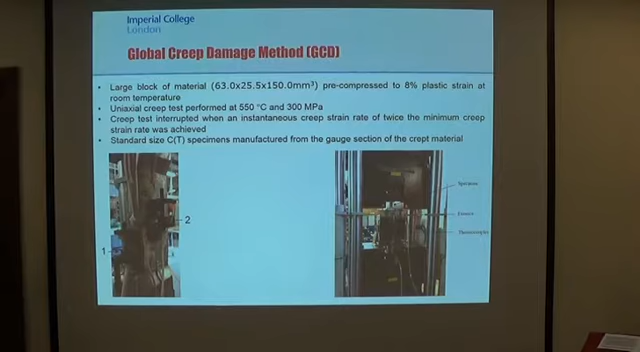 Imperial College
London
Global Creep Damage Method (GCD)
• Large block of material (63.0x25.5x150.0mm³) pre-compressed to 8% plastic strain at
room temperature
• Uniaxial creep test performed at 550 °C and 300 MPa
• Creep test interrupted when an instantaneous creep strain rate of twice the minimum creep
strain rate was achieved
• Standard size C(T) specimens manufactured from the gauge section of the crept material
Specimen
2
Furnace
Thermocouples
1